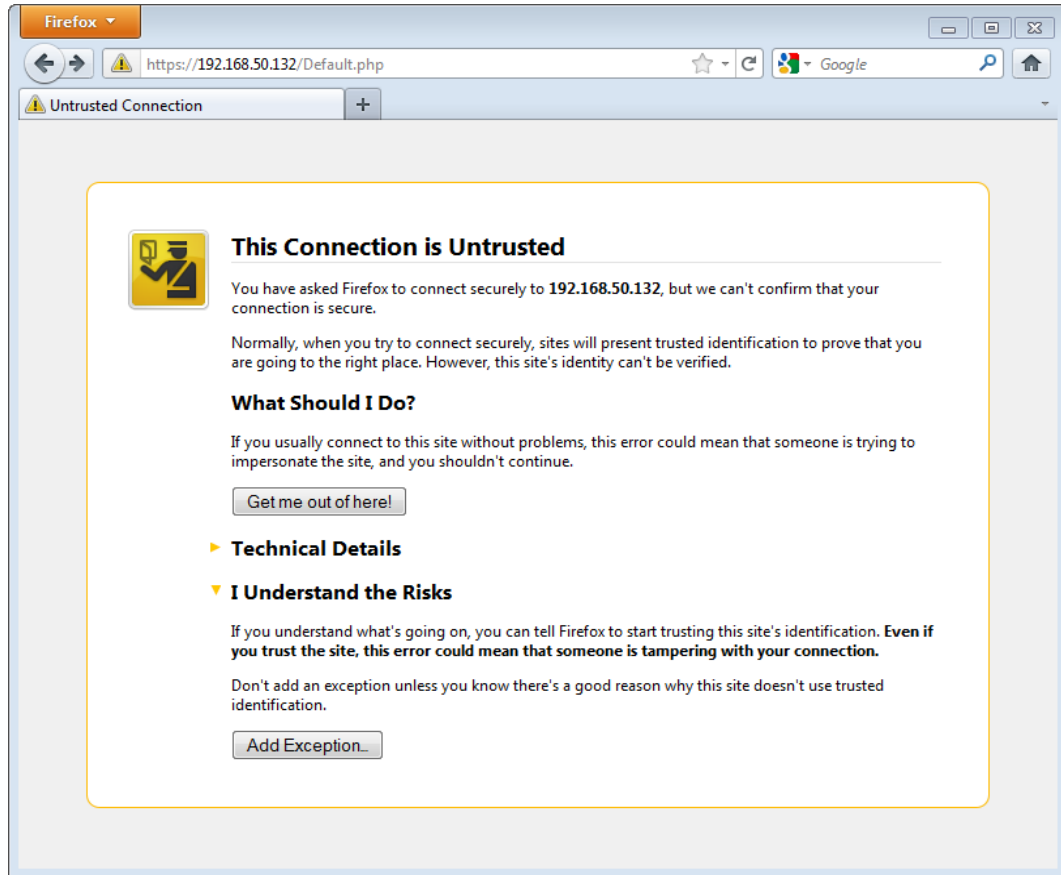 Firefox
https://192.168.50.132/Default.php
Google
Untrusted Connection
This Connection is Untrusted
You have asked Firefox to connect securely to 192.168.50.132, but we can't confirm that your
connection is secure.
Normally, when you try to connect securely, sites will present trusted identification to prove that you
are going to the right place. However, this site's identity can't be verified.
What Should I Do?
If you usually connect to this site without problems, this error could mean that someone is trying to
impersonate the site, and you shouldn't continue.
Get me out of here!
Technical Details
I Understand the Risks
If you understand what's going on, you can tell Firefox to start trusting this site's identification. Even if
you trust the site, this error could mean that someone is tampering with your connection.
Don't add an exception unless you know there's a good reason why this site doesn't use trusted
identification.
Add Exception...